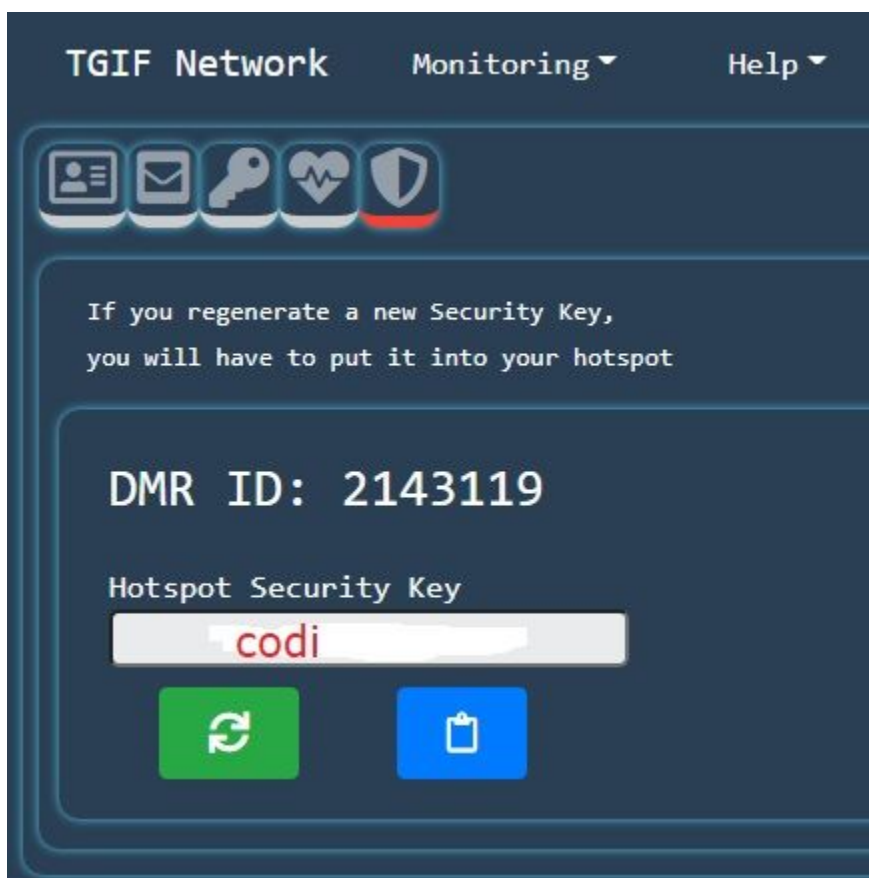 TGIF Network Monitoring Help
If you regenerate a new Security Key,
you will have to put it into your hotspot
DMR ID: 2143119
Hotspot Security Key
codi